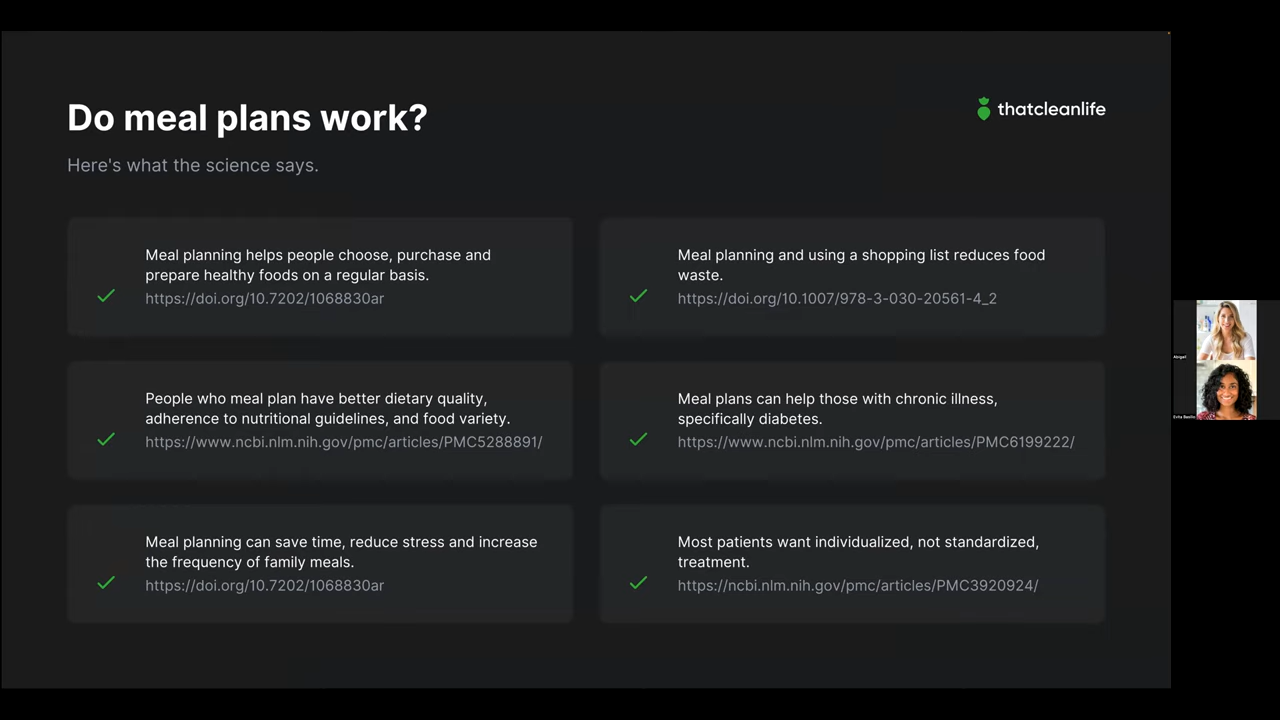 Do meal plans work?
thatcleanlife
Here's what the science says.
Meal planning helps people choose, purchase and
prepare healthy foods on a regular basis.
https://doi.org/10.7202/1068830ar
Meal planning and using a shopping list reduces food
waste.
https://doi.org/10.1007/978-3-030-20561-4_2
People who meal plan have better dietary quality,
adherence to nutritional guidelines, and food variety.
https://www.ncbi.nlm.nih.gov/pmc/articles/PMC5288891/
Meal plans can help those with chronic illness,
specifically diabetes.
https://www.ncbi.nlm.nih.gov/pmc/articles/PMC6199222/
Meal planning can save time, reduce stress and increase
the frequency of family meals.
https://doi.org/10.7202/1068830ar
Most patients want individualized, not standardized,
treatment.
https://ncbi.nlm.nih.gov/pmc/articles/PMC3920924/
Abigail